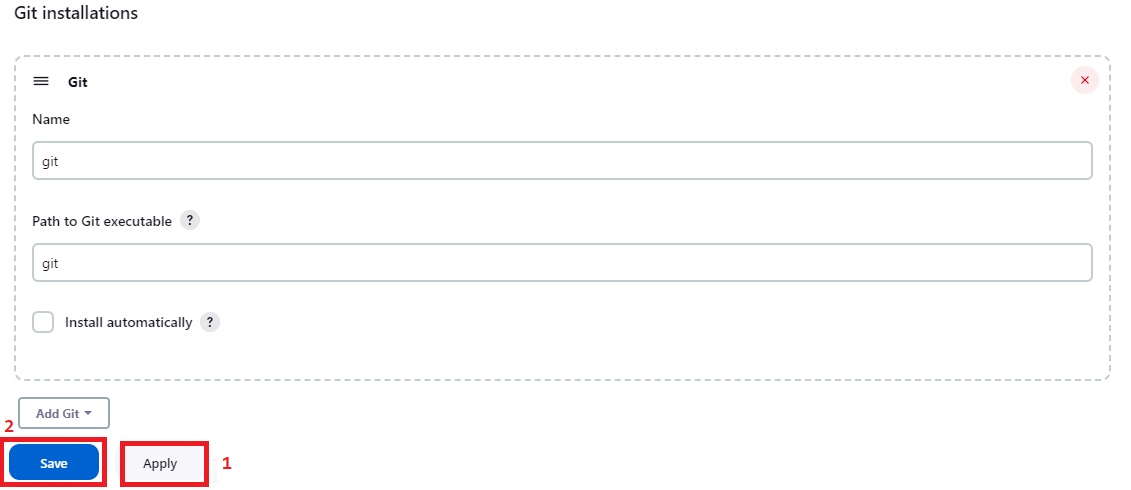 Git installations
Git
Name
git
Path to Git executable ?
git
Install automatically ?
Add Git
2
Save Apply 1